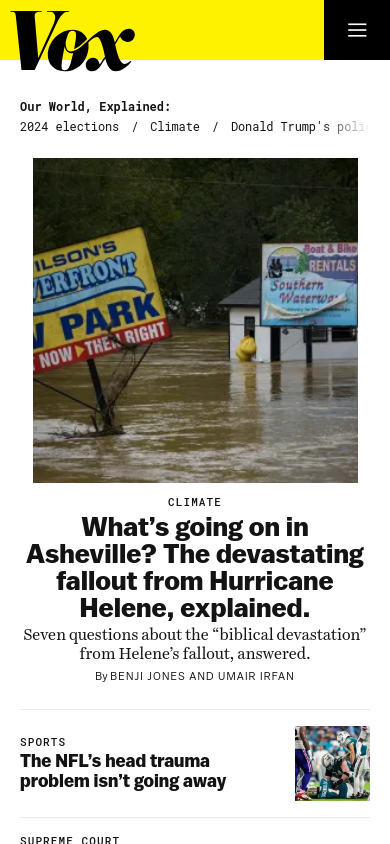 Vox
Our World, Explained:
2024 elections / Climate / Donald Trump's
ILSON'S
VERFRONT
V PARK
NOW ▶ THEN RIGHT
Boat & Bike
RENTALS
Southern
Waterways
CLIMATE
What’s going on in
Asheville? The devastating
fallout from Hurricane
Helene, explained.
Seven questions about the “biblical devastation”
from Helene’s fallout, answered.
By BENJI JONES AND UMAIR IRFAN
SPORTS
The NFL’s head trauma
problem isn’t going away
SUPREME COURT